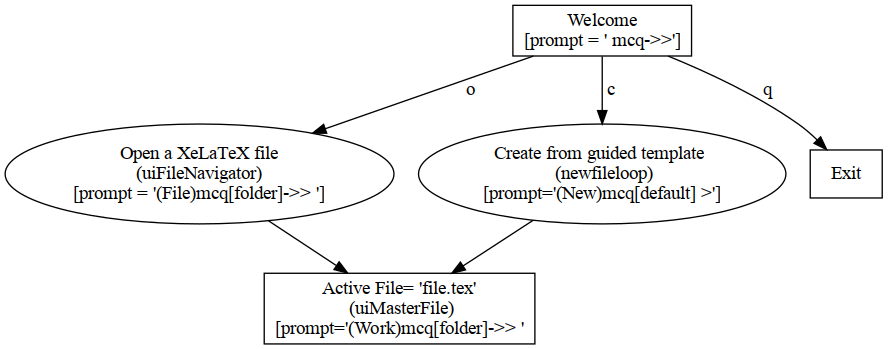 Welcome
[prompt = ' mcq->>']
o
c
q
Open a XeLaTeX file
(uiFileNavigator)
[prompt = '(File)mcq[folder]->> ']
Create from guided template
(newfileloop)
[prompt='(New)mcq[default] >']
Exit
Active File= 'file.tex'
(uiMasterFile)
[prompt='(Work)mcq[folder]->> '